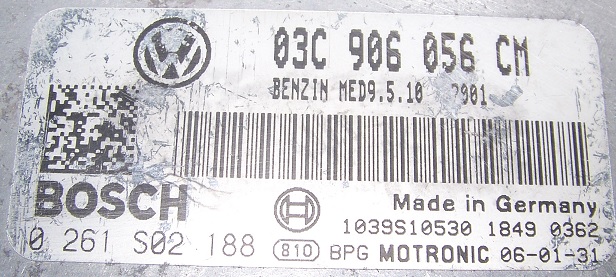 03C 906 056 CM
BENZIN MED9.5.10 2001
BOSCH
Made in Germany
1039S10530 1849 0362
0 261 S02 188 810 BPG MOTRONIC 06-01-31